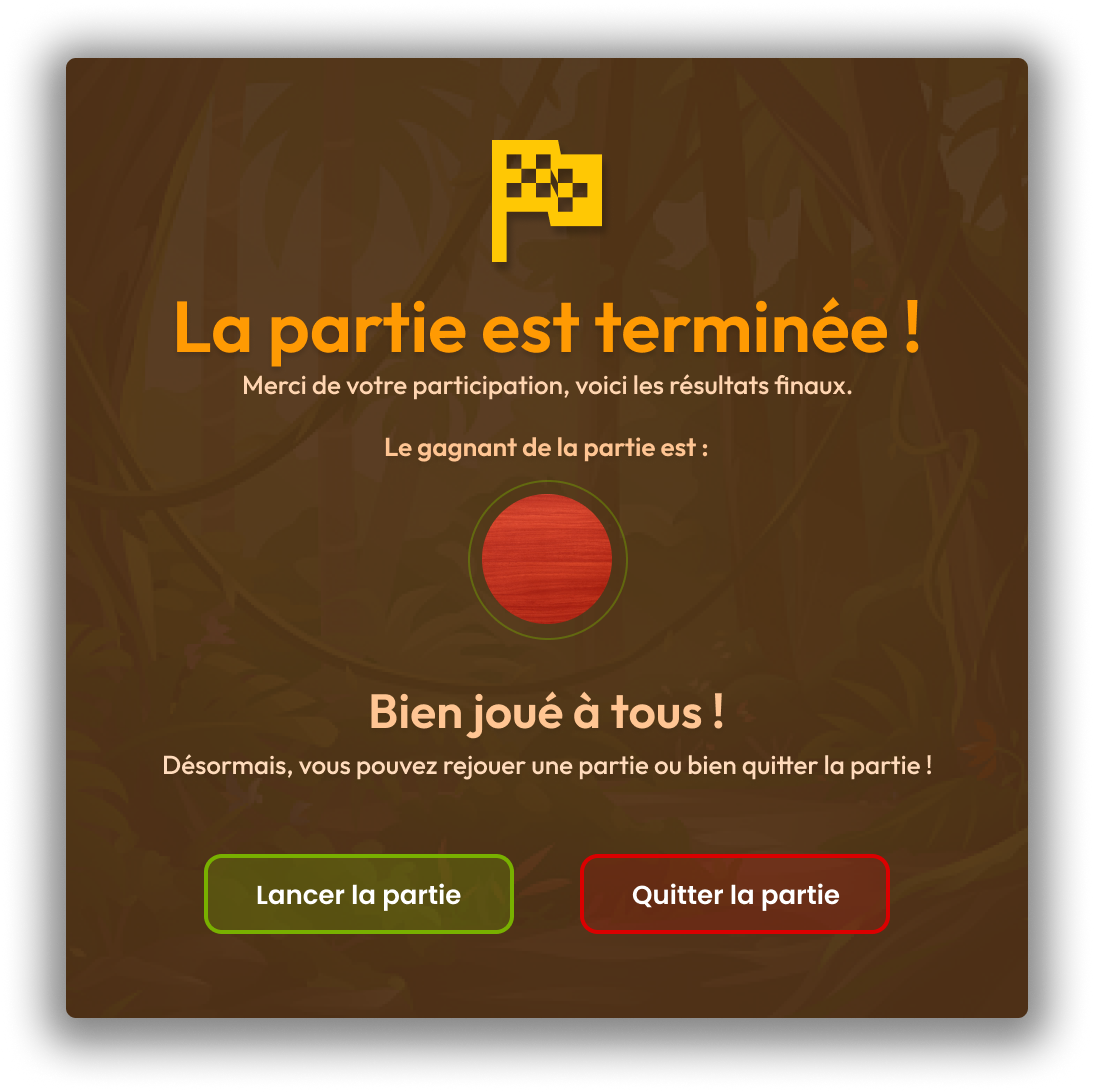 La partie est terminée !
Merci de votre participation, voici les résultats finaux.
Le gagnant de la partie est :
Bien joué à tous !
Désormais, vous pouvez rejouer une partie ou bien quitter la partie !
Lancer la partie
Quitter la partie